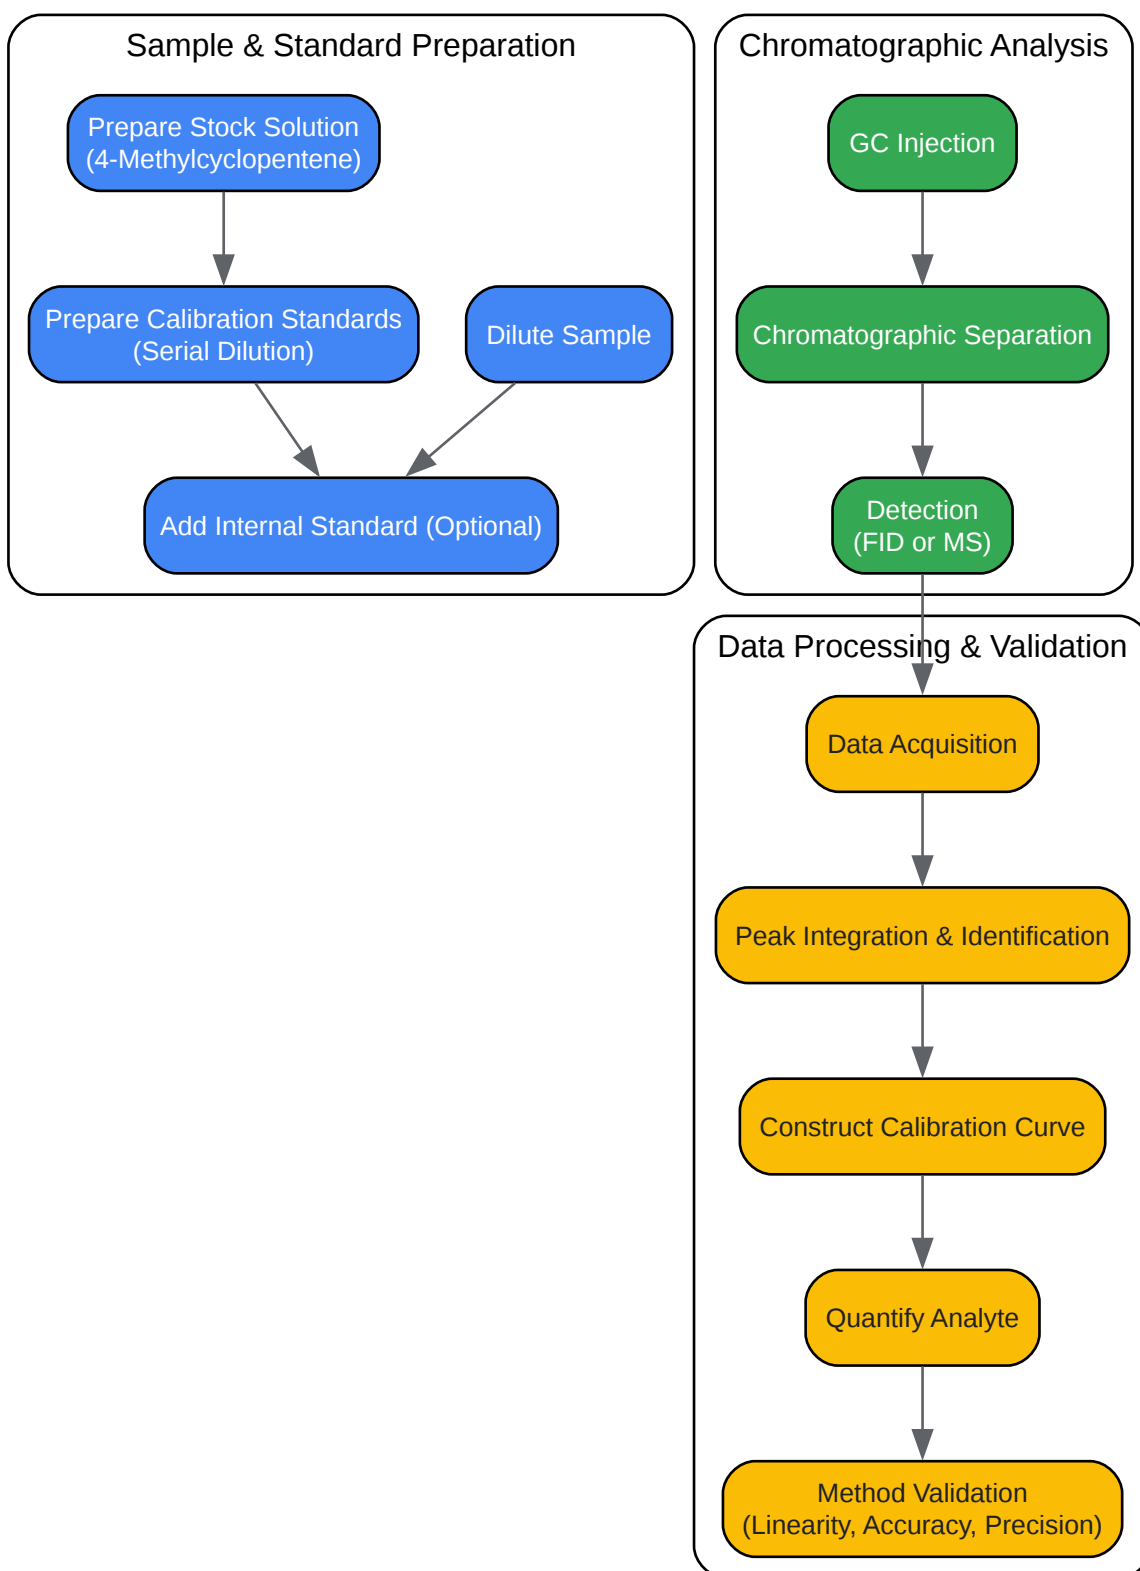 Sample & Standard Preparation
Prepare Stock Solution
(4-Methylcyclopentene)
Prepare Calibration Standards
(Serial Dilution)
Dilute Sample
Add Internal Standard (Optional)
Chromatographic Analysis
GC Injection
Chromatographic Separation
Detection
(FID or MS)
Data Processing & Validation
Data Acquisition
Peak Integration & Identification
Construct Calibration Curve
Quantify Analyte
Method Validation
(Linearity, Accuracy, Precision)